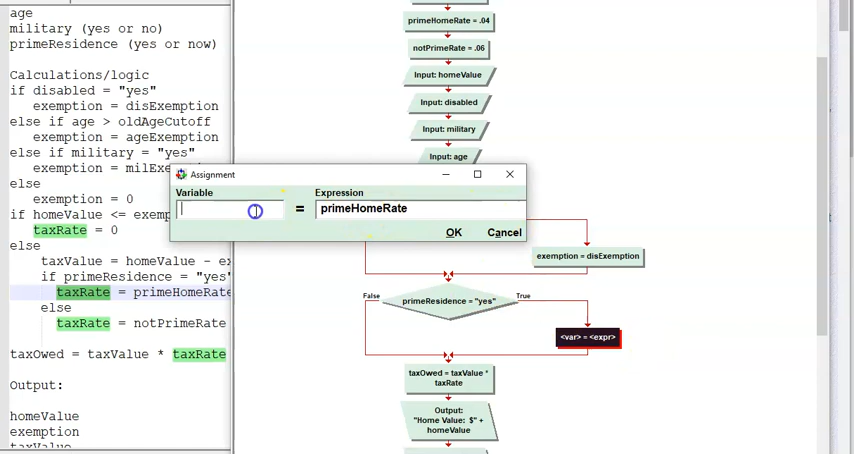 age
military (yes or no)
primeResidence (yes or now)
Calculations/logic
if disabled = "yes"
exemption = disExemption
else if age > oldAgeCutoff
exemption = ageExemption
else if military = "yes"
exemption = milExe
else
exemption = 0
if homeValue <= exemp
taxRate = 0
else
taxValue = homeValue - e
if primeResidence = "yes"
taxRate = primeHomeRate
else
taxRate = notPrimeRate
taxOwed = taxValue * taxRate
Output:
homeValue
exemption
taxValue
primeHomeRate = .04
notPrimeRate = .06
Input: homeValue
Input: disabled
Input: military
Input: age
Assignment
Variable
Expression
=
primeHomeRate
OK
Cancel
exemption = disExemption
False
primeResidence = "yes"
True
<var> = <expr>
taxOwed = taxValue *
taxRate
Output:
"Home Value: $" +
homeValue